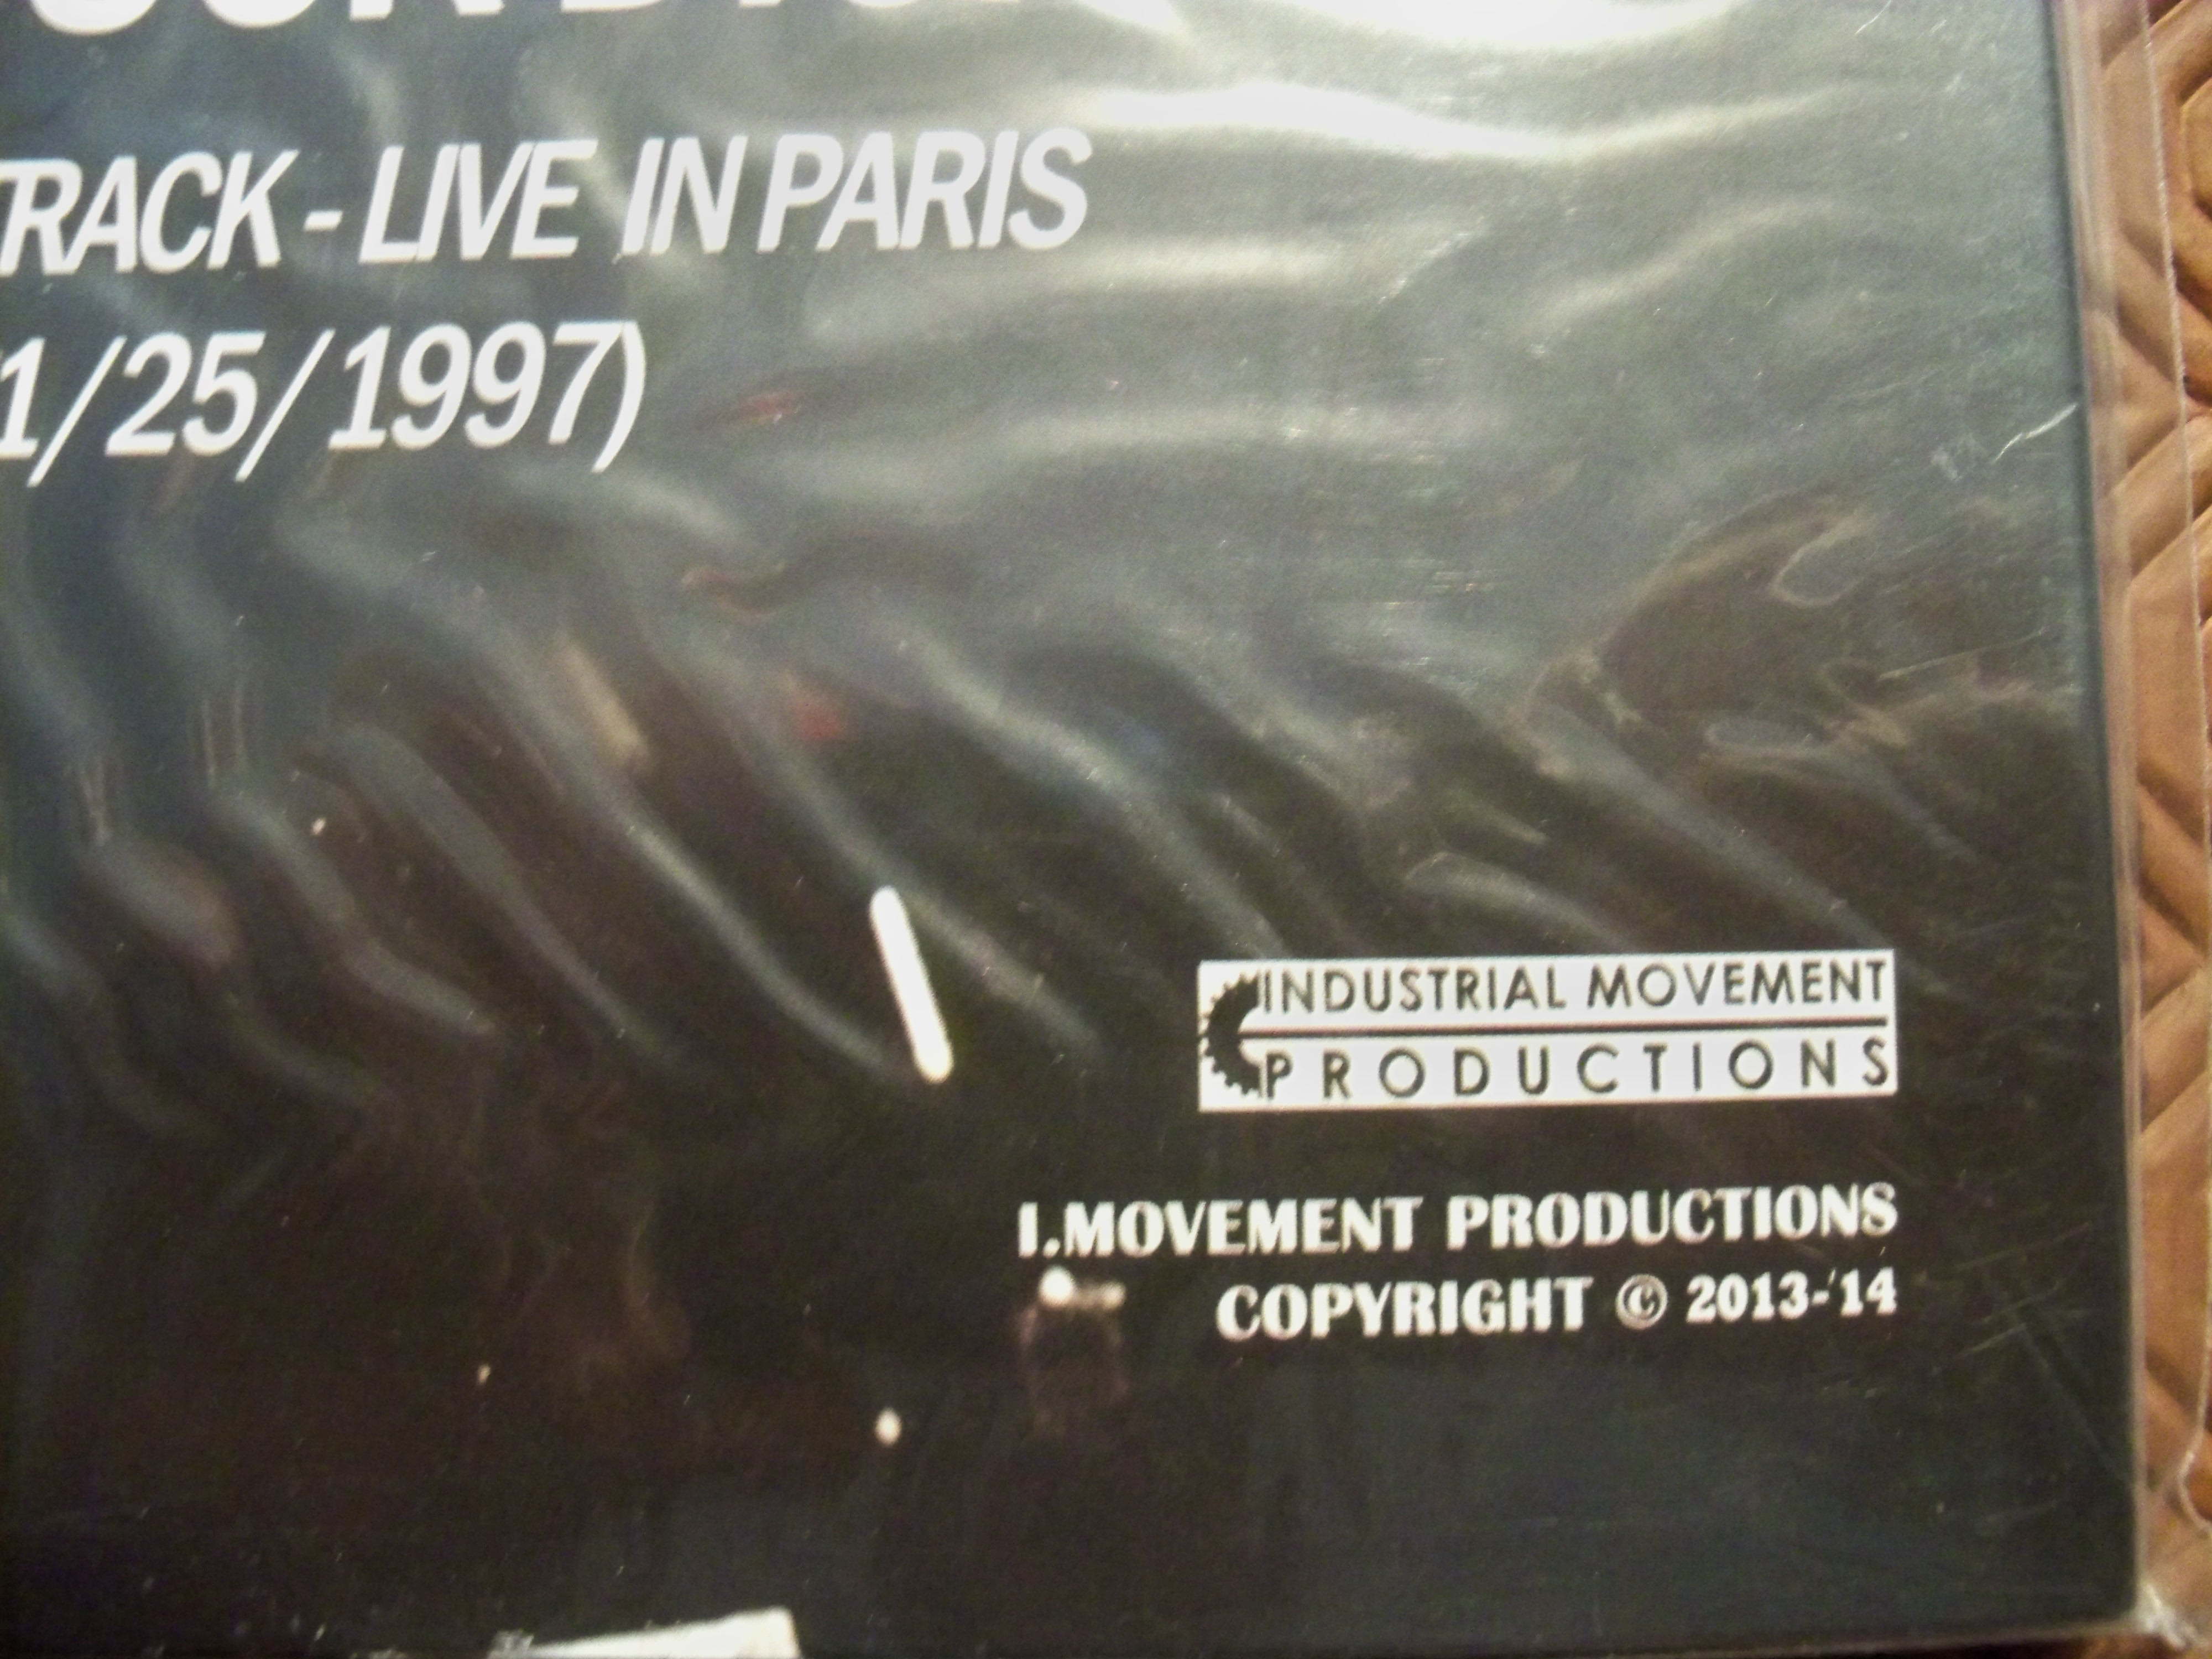 TRACK - LIVE IN PARIS
1/25/1997)
INDUSTRIAL MOVEMENT
PRODUCTIONS
I.MOVEMENT PRODUCTIONS
COPYRIGHT © 2013-'14